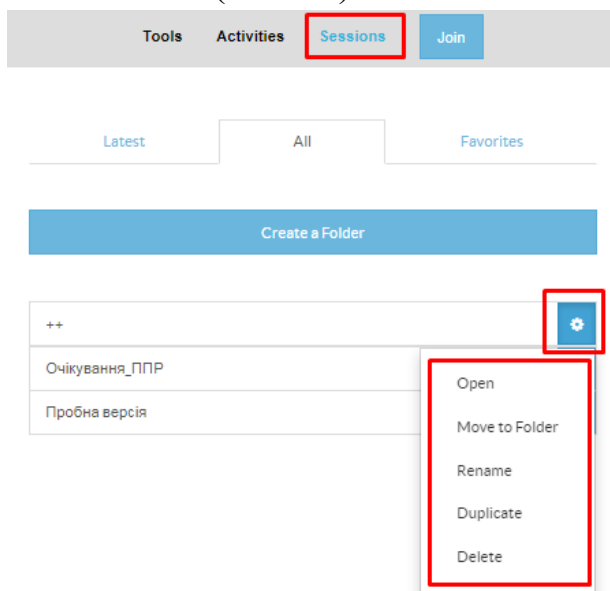 Tools Activities Sessions Join
Latest All Favorites
Create a Folder
++
Очікування_ППР
Пробна версія
Open
Move to Folder
Rename
Duplicate
Delete